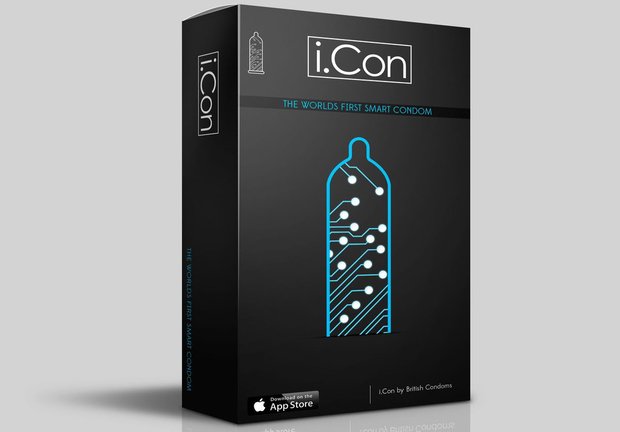 i.Con
THE WORLDS FIRST SMART CONDOM
i.Con
THE WORLDS FIRST SMART CONDOM
Download on the
App Store
i.Con by British Condoms